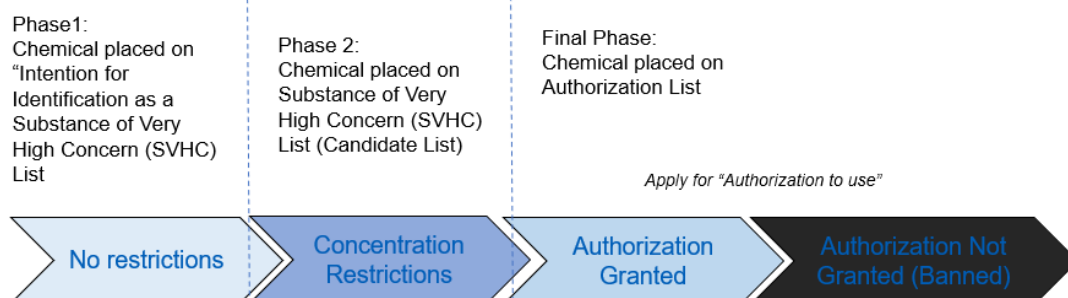 Phase1:
Chemical placed on
“Intention for
Identification as a
Substance of Very
High Concern (SVHC)
List
Phase 2:
Chemical placed on
Substance of Very
High Concern (SVHC)
List (Candidate List)
Final Phase:
Chemical placed on
Authorization List
Apply for “Authorization to use”
No restrictions
Concentration
Restrictions
Authorization
Granted
Authorization Not
Granted (Banned)